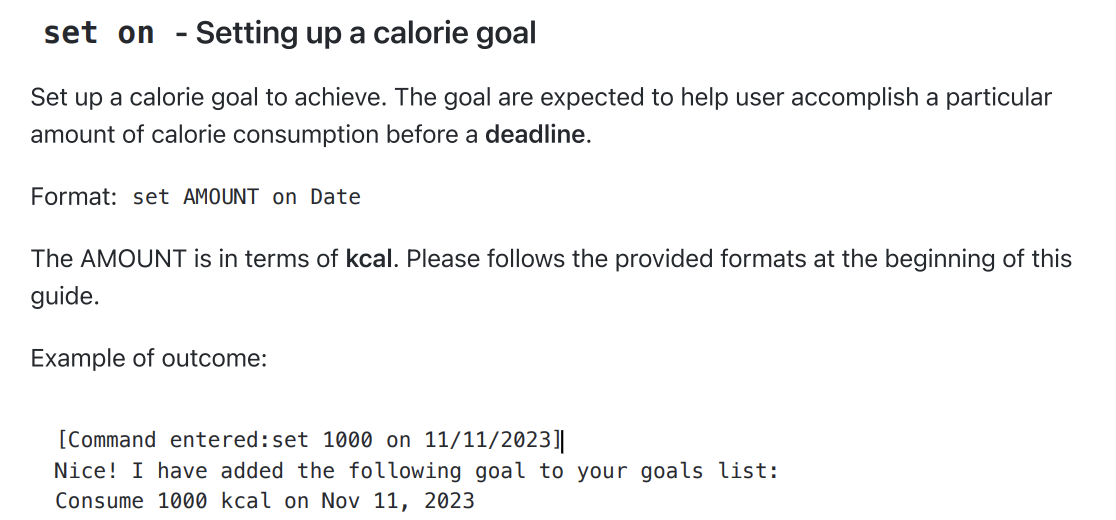 set on - Setting up a calorie goal
Set up a calorie goal to achieve. The goal are expected to help user accomplish a particular
amount of calorie consumption before a deadline.
Format: set AMOUNT on Date
The AMOUNT is in terms of kcal. Please follows the provided formats at the beginning of this
guide.
Example of outcome:
[Command entered:set 1000 on 11/11/2023]
Nice! I have added the following goal to your goals list:
Consume 1000 kcal on Nov 11, 2023